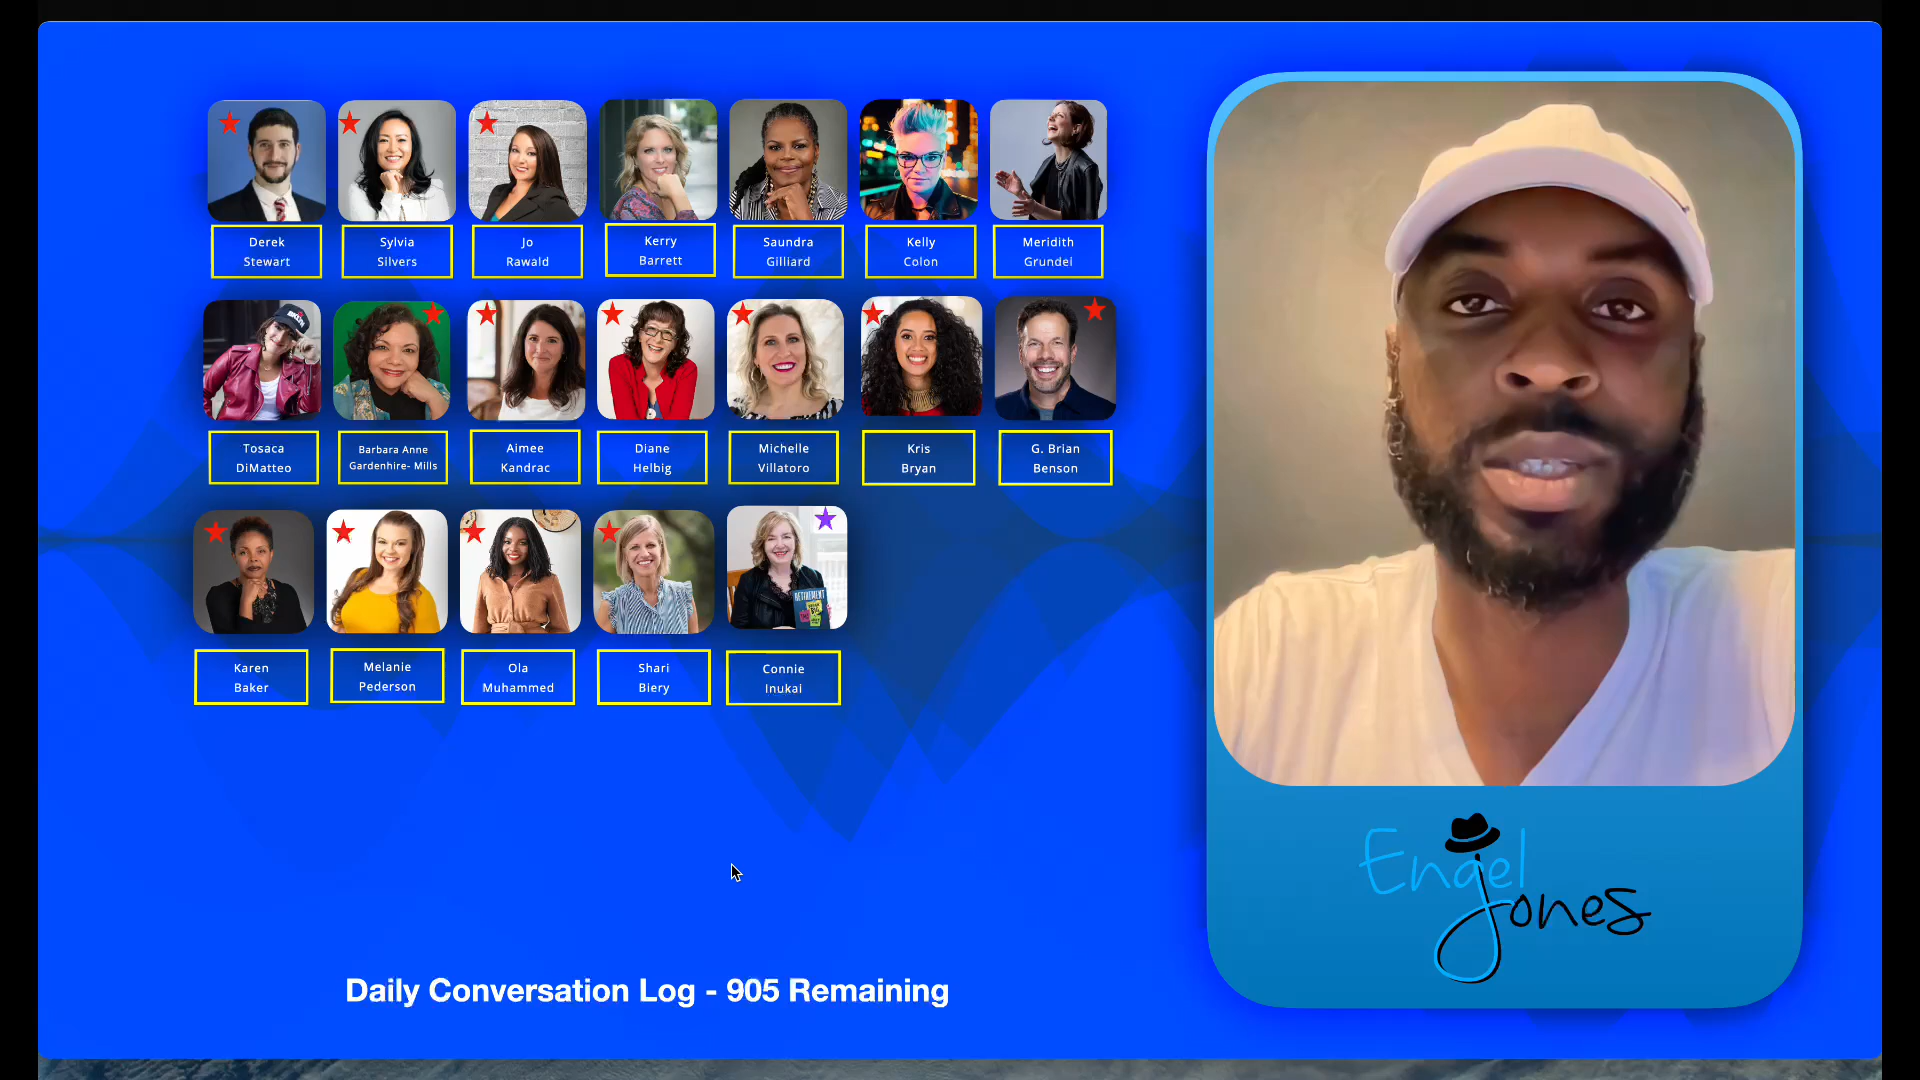 Derek
Stewart
Sylvia
Silvers
Jo
Rawald
Kerry
Barrett
Saundra
Gilliard
Kelly
Colon
Meridith
Grundei
Tosaca
DiMatteo
Barbara Anne
Gardenhire- Mills
Aimee
Kandrac
Diane
Helbig
Michelle
Villatoro
Kris
Bryan
G. Brian
Benson
Karen
Baker
Melanie
Pederson
Ola
Muhammed
Shari
Biery
RETIREMENT
Connie
Inukai
Daily Conversation Log - 905 Remaining
Engel
Jones